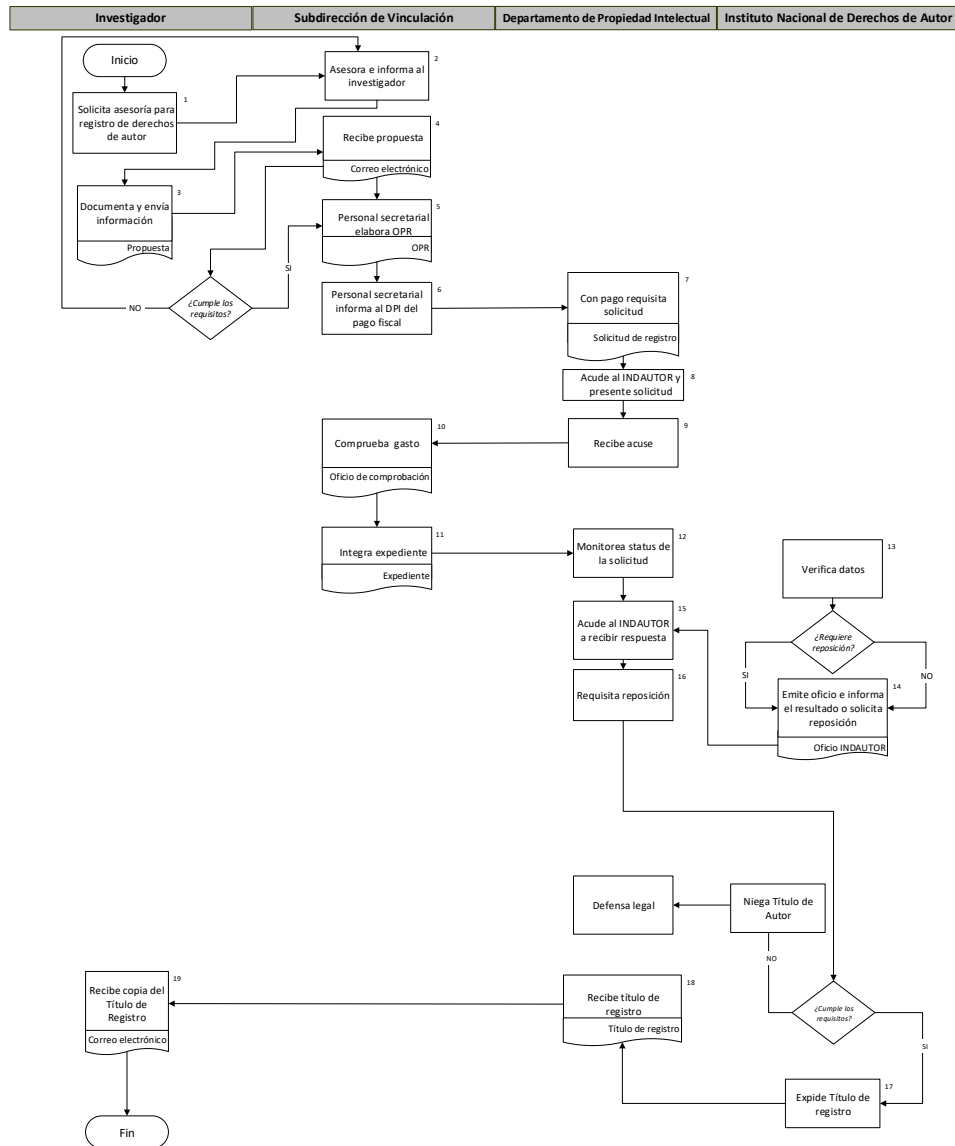 Investigador
Subdirección de Vinculación
Departamento de Propiedad Intelectual
Instituto Nacional de Derechos de Autor
Inicio
1
Solicita asesoría para
registro de derechos
de autor
2
Asesora e informa al
investigador
3
Documenta y envía
información
Propuesta
4
Recibe propuesta
Correo electrónico
¿Cumple los
requisitos?
NO
SI
5
Personal secretarial
elabora OPR
OPR
6
Personal secretarial
informa al DPI del
pago fiscal
7
Con pago requisita
solicitud
Solicitud de registro
8
Acude al INDAUTOR y
presente solicitud
9
Recibe acuse
10
Comprueba gasto
Oficio de comprobación
11
Integra expediente
Expediente
12
Monitorea status de
la solicitud
13
Verifica datos
¿Requiere
reposición?
SI
NO
14
Emite oficio e informa
el resultado o solicita
reposición
Oficio INDAUTOR
15
Acude al INDAUTOR
a recibir respuesta
16
Requisita reposición
Defensa legal
Niega Título de
Autor
NO
¿Cumple los
requisitos?
SI
17
Expide Título de
registro
18
Recibe título de
registro
Título de registro
19
Recibe copia del
Título de
Registro
Correo electrónico
Fin